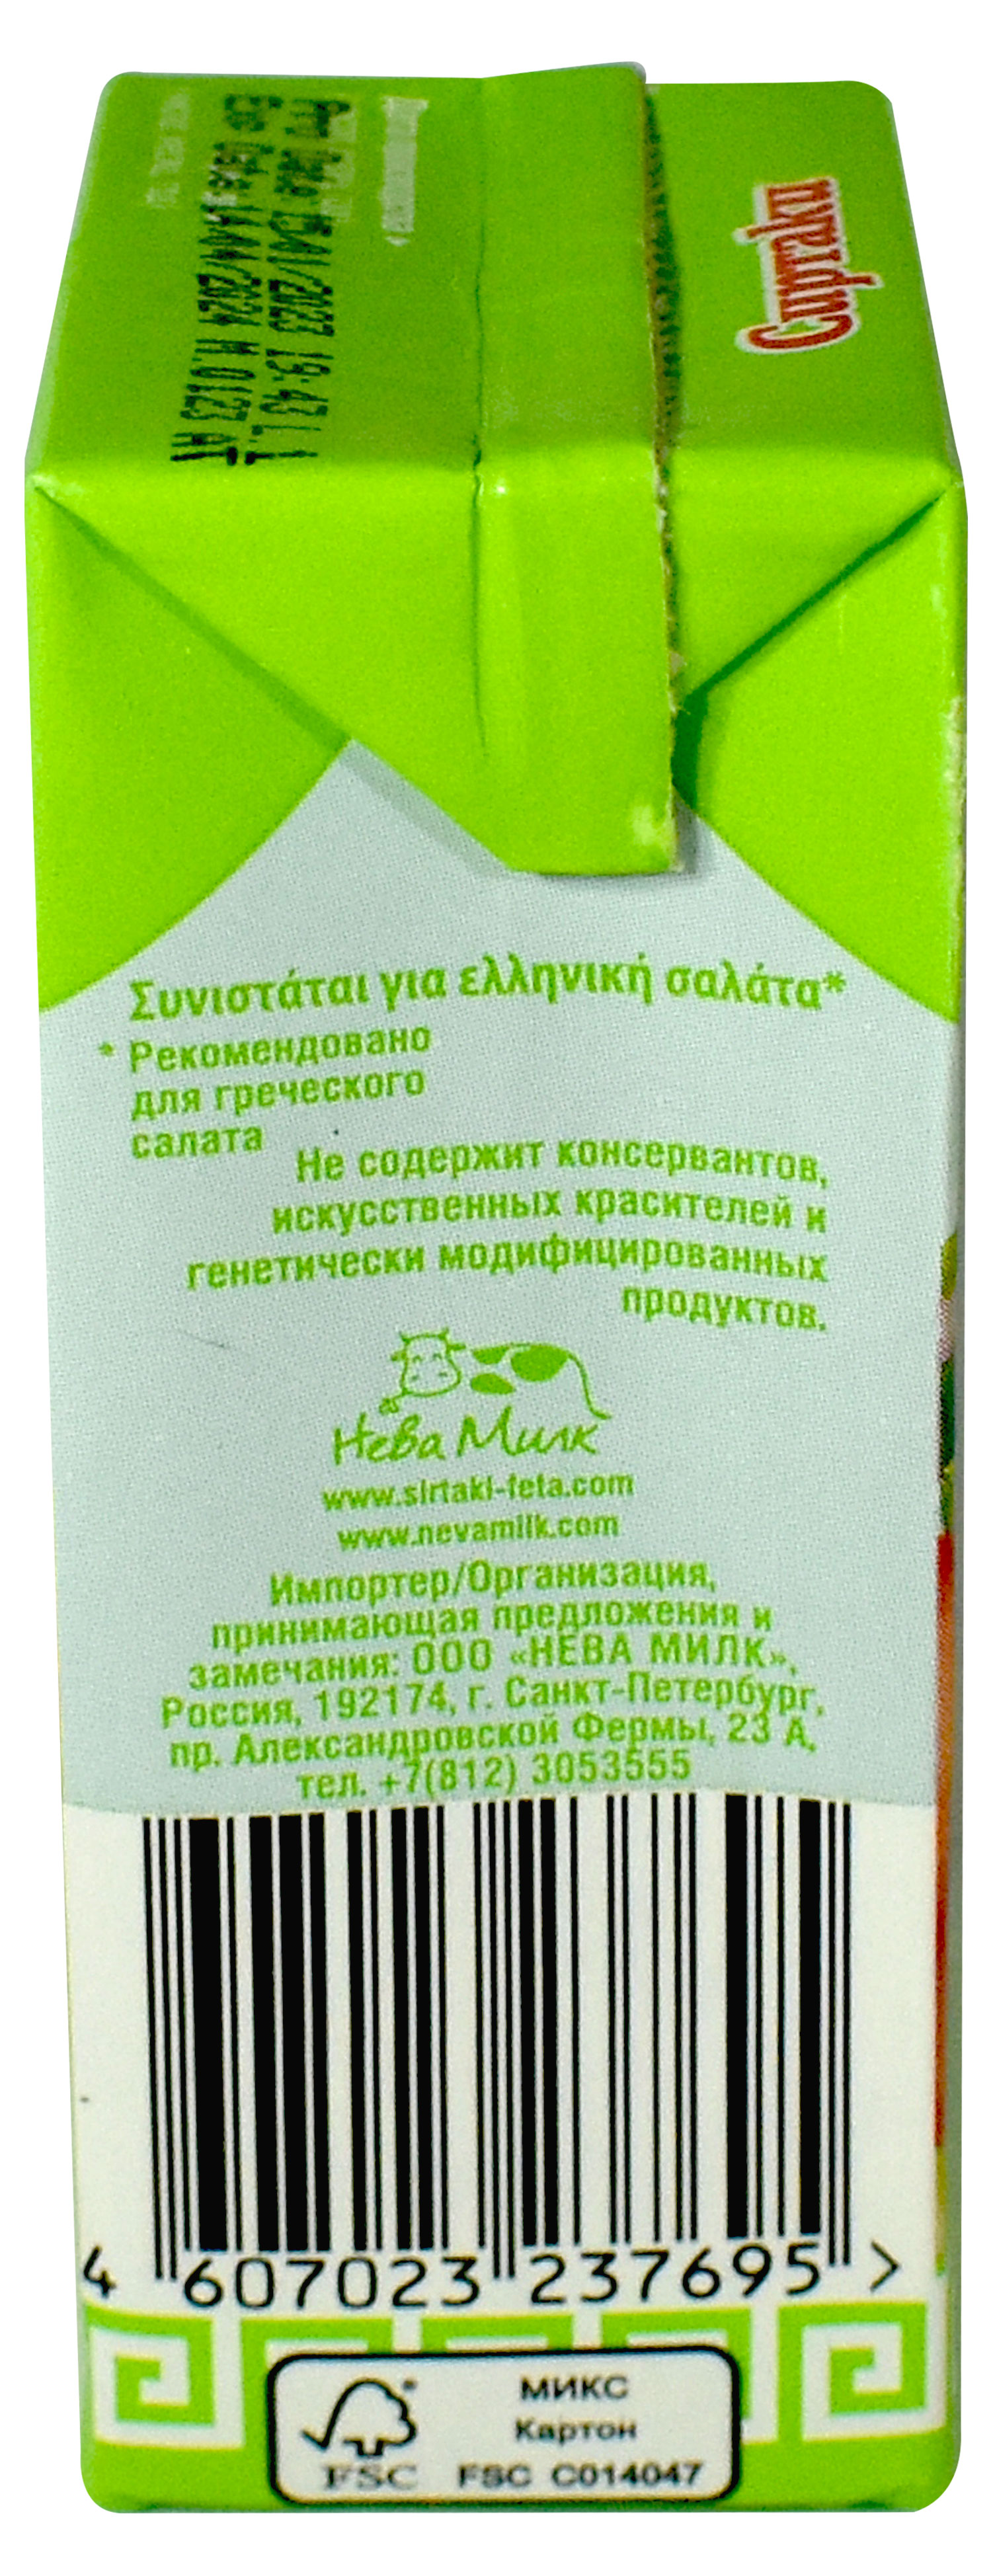 Сиртаки
Συνιστάται για ελληνική σαλάτα*
* Рекомендовано
для греческого
салата
Не содержит консервантов,
искусственных красителей и
генетически модифицированных
продуктов.
Нева Милк
www.sirtaki-feta.com
www.nevamilk.com
Импортер/Организация,
принимающая предложения и
замечания: ООО «НЕВА МИЛК»,
Россия, 192174, г. Санкт-Петербург,
пр. Александровской Фермы, 23 А,
тел. +7(812) 3053555
4 607023 237695 >
МИКС
Картон
FSC FSC C014047